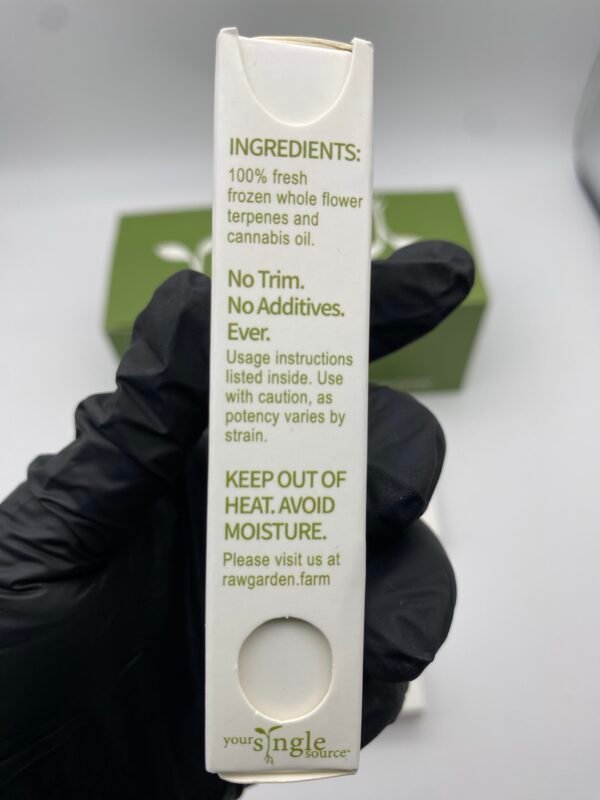 INGREDIENTS:
100% fresh
frozen whole flower
terpenes and
cannabis oil.
No Trim.
No Additives.
Ever.
Usage instructions
listed inside. Use
with caution, as
potency varies by
strain.
KEEP OUT OF
HEAT. AVOID
MOISTURE.
Please visit us at
rawgarden.farm
your single
source™